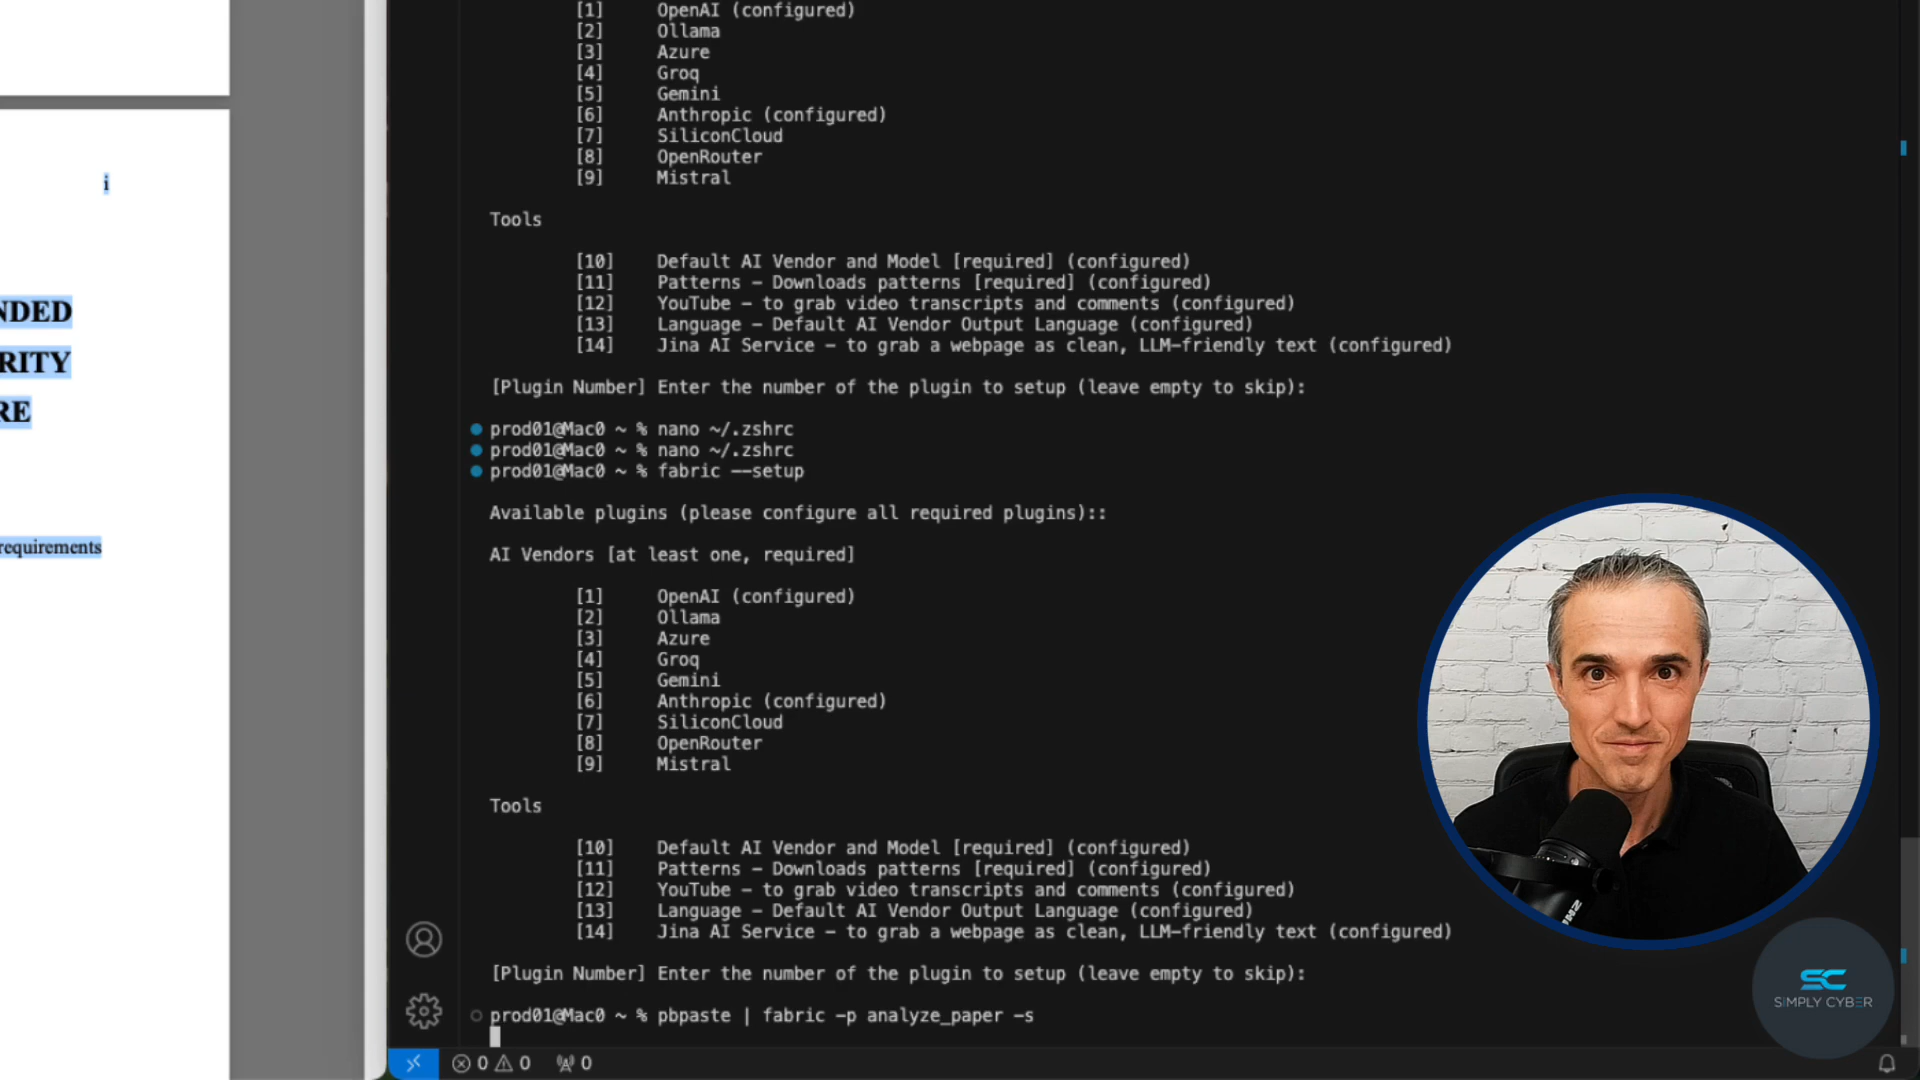 i
NDED
RITY
RE
requirements
[1] OpenAI (configured)
[2] Ollama
[3] Azure
[4] Groq
[5] Gemini
[6] Anthropic (configured)
[7] SiliconCloud
[8] OpenRouter
[9] Mistral
Tools
[10] Default AI Vendor and Model [required] (configured)
[11] Patterns - Downloads patterns [required] (configured)
[12] YouTube - to grab video transcripts and comments (configured)
[13] Language - Default AI Vendor Output Language (configured)
[14] Jina AI Service - to grab a webpage as clean, LLM-friendly text (configured)
[Plugin Number] Enter the number of the plugin to setup (leave empty to skip):
prod01@Mac0 ~ % nano ~/.zshrc
prod01@Mac0 ~ % nano ~/.zshrc
prod01@Mac0 ~ % fabric --setup
Available plugins (please configure all required plugins)::
AI Vendors [at least one, required]
[1] OpenAI (configured)
[2] Ollama
[3] Azure
[4] Groq
[5] Gemini
[6] Anthropic (configured)
[7] SiliconCloud
[8] OpenRouter
[9] Mistral
Tools
[10] Default AI Vendor and Model [required] (configured)
[11] Patterns - Downloads patterns [required] (configured)
[12] YouTube - to grab video transcripts and comments (configured)
[13] Language - Default AI Vendor Output Language (configured)
[14] Jina AI Service - to grab a webpage as clean, LLM-friendly text (configured)
[Plugin Number] Enter the number of the plugin to setup (leave empty to skip):
prod01@Mac0 ~ % pbpaste | fabric -p analyze_paper -s
0 0 0
SC
SIMPLY CYBER